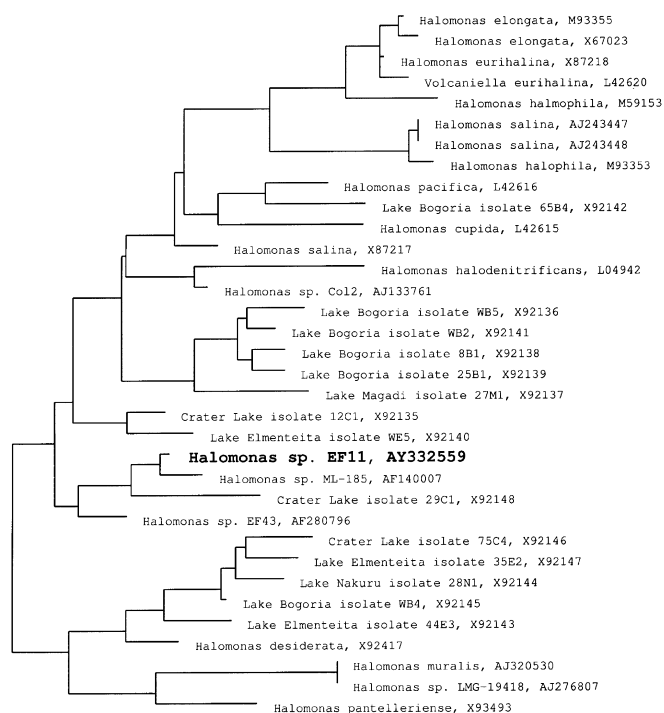 Halomonas elongata, M93355
Halomonas elongata, X67023
Halomonas eurihalina, X87218
Volcaniella eurihalina, L42620
Halomonas halmophila, M59153
Halomonas salina, AJ243447
Halomonas salina, AJ243448
Halomonas halophila, M93353
Halomonas pacifica, L42616
Lake Bogoria isolate 65B4, X92142
Halomonas cupida, L42615
Halomonas salina, X87217
Halomonas halodenitrificans, L04942
Halomonas sp. Col2, AJ133761
Lake Bogoria isolate WB5, X92136
Lake Bogoria isolate WB2, X92141
Lake Bogoria isolate 8B1, X92138
Lake Bogoria isolate 25B1, X92139
Lake Magadi isolate 27M1, X92137
Crater Lake isolate 12C1, X92135
Lake Elmenteita isolate WE5, X92140
Halomonas sp. EF11, AY332559
Halomonas sp. ML-185, AF140007
Crater Lake isolate 29C1, X92148
Halomonas sp. EF43, AF280796
Crater Lake isolate 75C4, X92146
Lake Elmenteita isolate 35E2, X92147
Lake Nakuru isolate 28N1, X92144
Lake Bogoria isolate WB4, X92145
Lake Elmenteita isolate 44E3, X92143
Halomonas desiderata, X92417
Halomonas muralis, AJ320530
Halomonas sp. LMG-19418, AJ276807
Halomonas pantelleriense, X93493